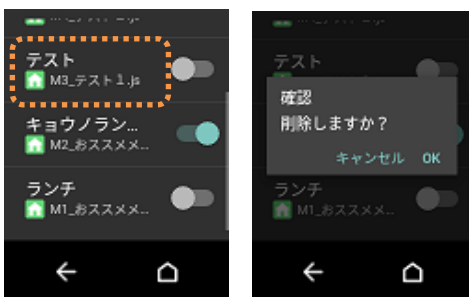 テスト
M3_テスト１.js
キョウノラン...
M2_おススメメ...
ランチ
M1_おススメメ...
テスト
確認
削除しますか？
キャンセル OK
ランチ
M1_おススメメ...